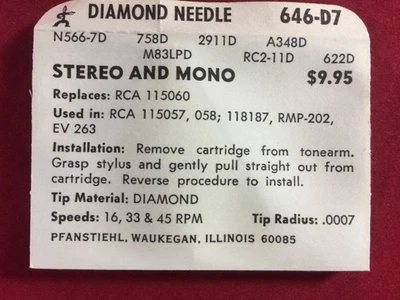 DIAMOND NEEDLE 646-D7
N566-7D 758D 2911D A348D
M83LPD RC2-11D 622D
STEREO AND MONO $9.95
Replaces: RCA 115060
Used in: RCA 115057, 058; 118187, RMP-202,
EV 263
Installation: Remove cartridge from tonearm.
Grasp stylus and gently pull straight out from
cartridge. Reverse procedure to install.
Tip Material: DIAMOND
Speeds: 16, 33 & 45 RPM Tip Radius: .0007
PFANSTIEHL, WAUKEGAN, ILLINOIS 60085